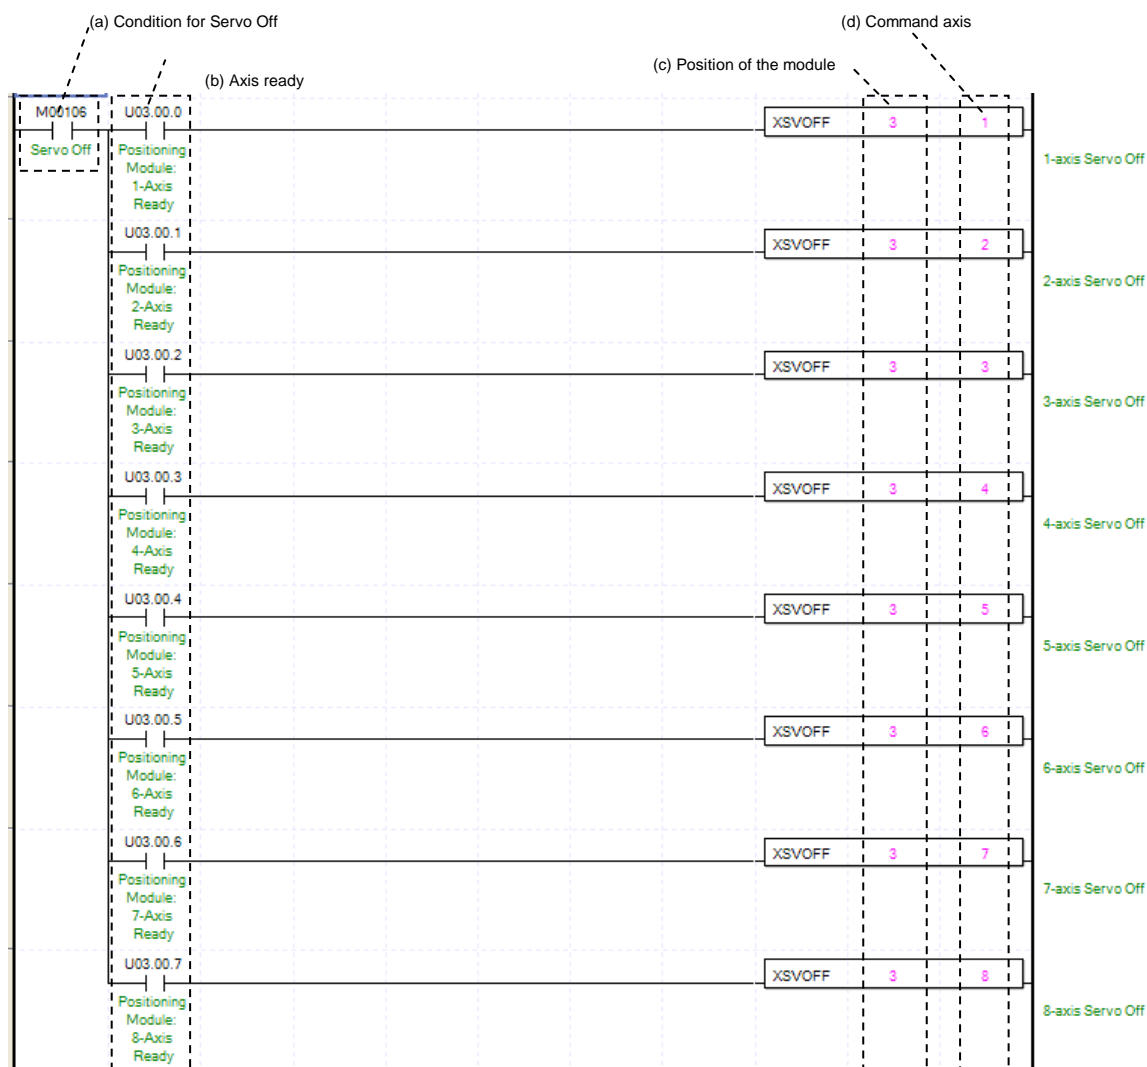 (a) Condition for Servo Off
(d) Command axis
(c) Position of the module
(b) Axis ready
M00106
U03.00.0
XSVOFF 3 1
Servo Off
Positioning
Module:
1-Axis
Ready
1-axis Servo Off
U03.00.1
XSVOFF 3 2
Positioning
Module:
2-Axis
Ready
2-axis Servo Off
U03.00.2
XSVOFF 3 3
Positioning
Module:
3-Axis
Ready
3-axis Servo Off
U03.00.3
XSVOFF 3 4
Positioning
Module:
4-Axis
Ready
4-axis Servo Off
U03.00.4
XSVOFF 3 5
Positioning
Module:
5-Axis
Ready
5-axis Servo Off
U03.00.5
XSVOFF 3 6
Positioning
Module:
6-Axis
Ready
6-axis Servo Off
U03.00.6
XSVOFF 3 7
Positioning
Module:
7-Axis
Ready
7-axis Servo Off
U03.00.7
XSVOFF 3 8
Positioning
Module:
8-Axis
Ready
8-axis Servo Off